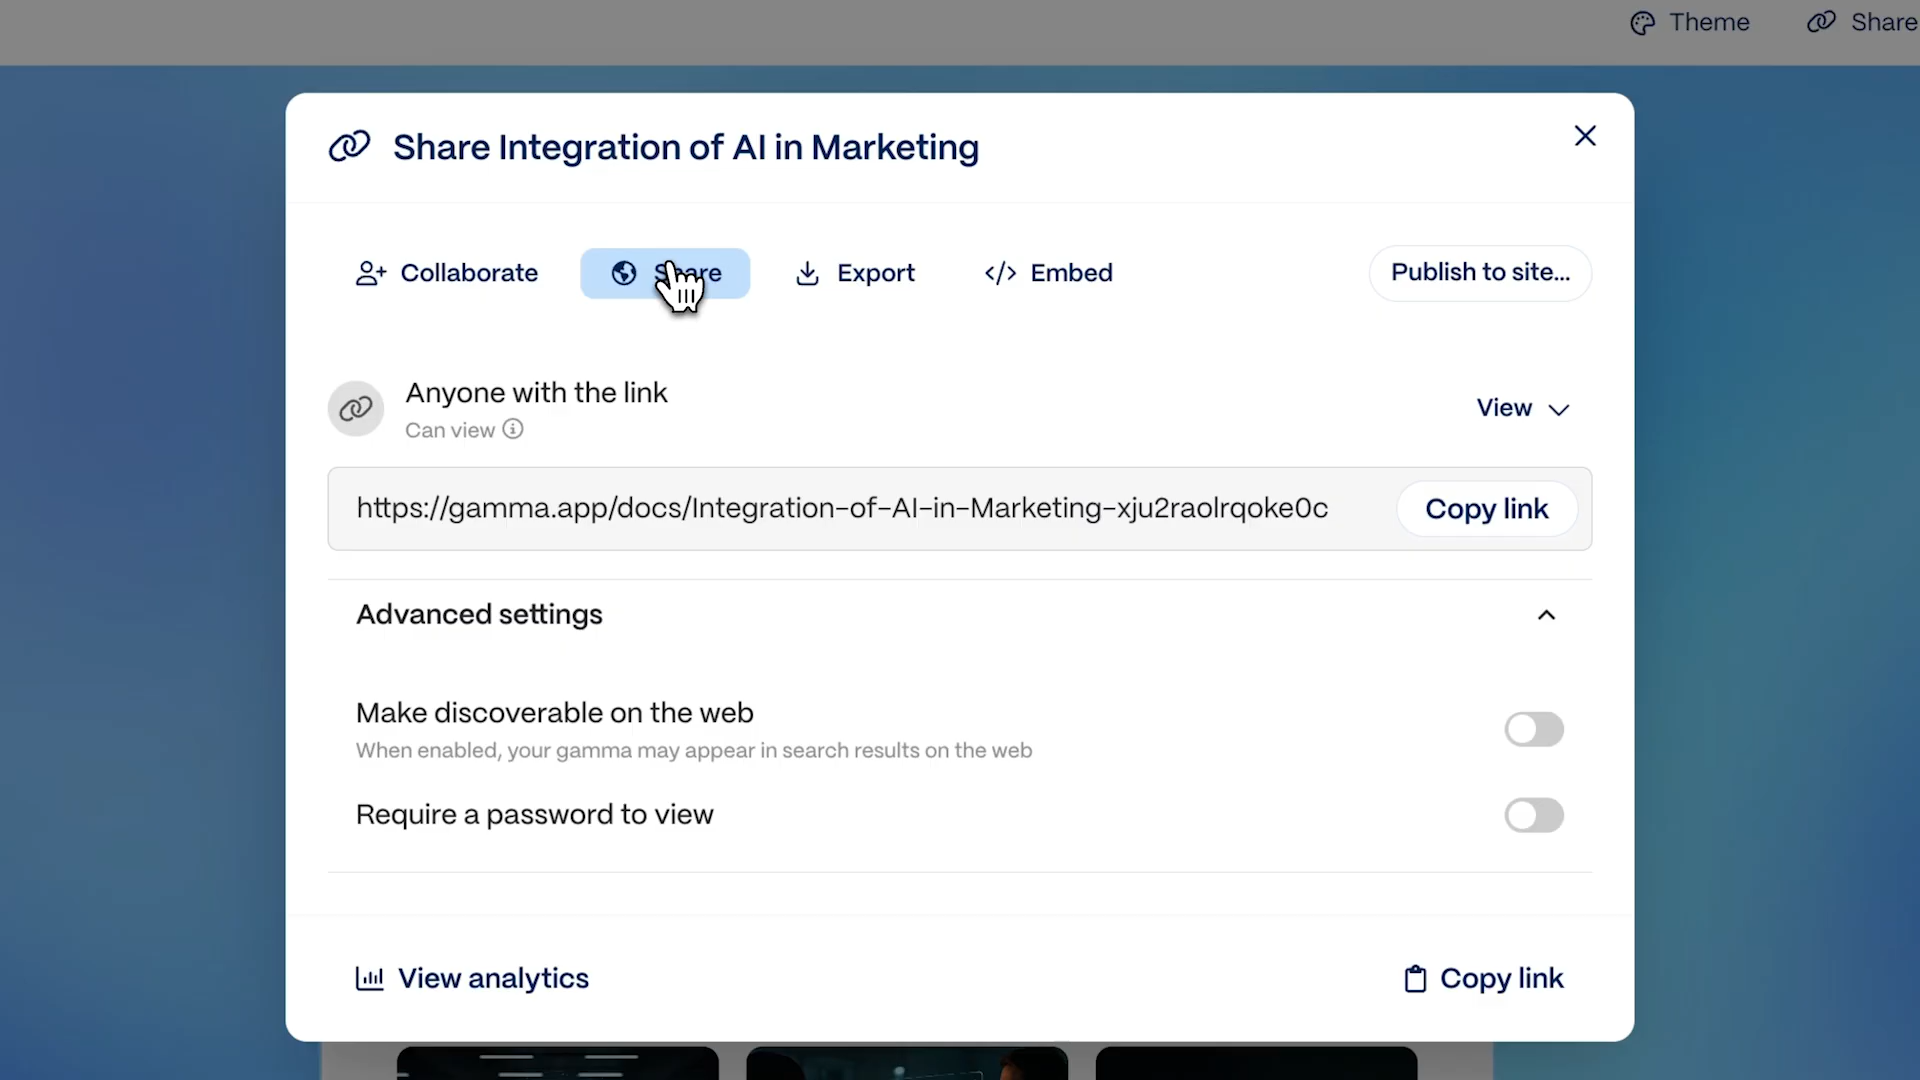 Theme
Share
Share Integration of AI in Marketing
Collaborate
Share
Export
</> Embed
Publish to site...
Anyone with the link
Can view
View
https://gamma.app/docs/Integration-of-AI-in-Marketing-xju2raolrqoke0c
Copy link
Advanced settings
Make discoverable on the web
When enabled, your gamma may appear in search results on the web
Require a password to view
View analytics
Copy link